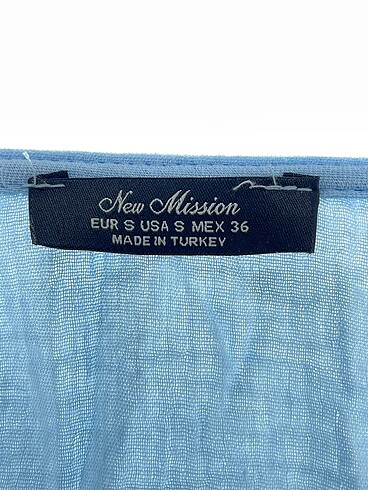 New Mission
EUR S USA S MEX 36
MADE IN TURKEY